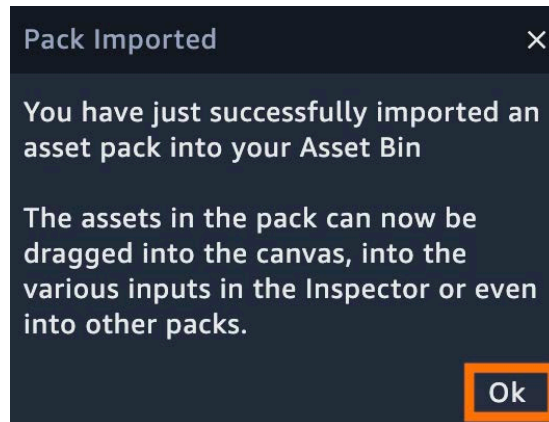 Pack Imported
You have just successfully imported an
asset pack into your Asset Bin
The assets in the pack can now be
dragged into the canvas, into the
various inputs in the Inspector or even
into other packs.
Ok